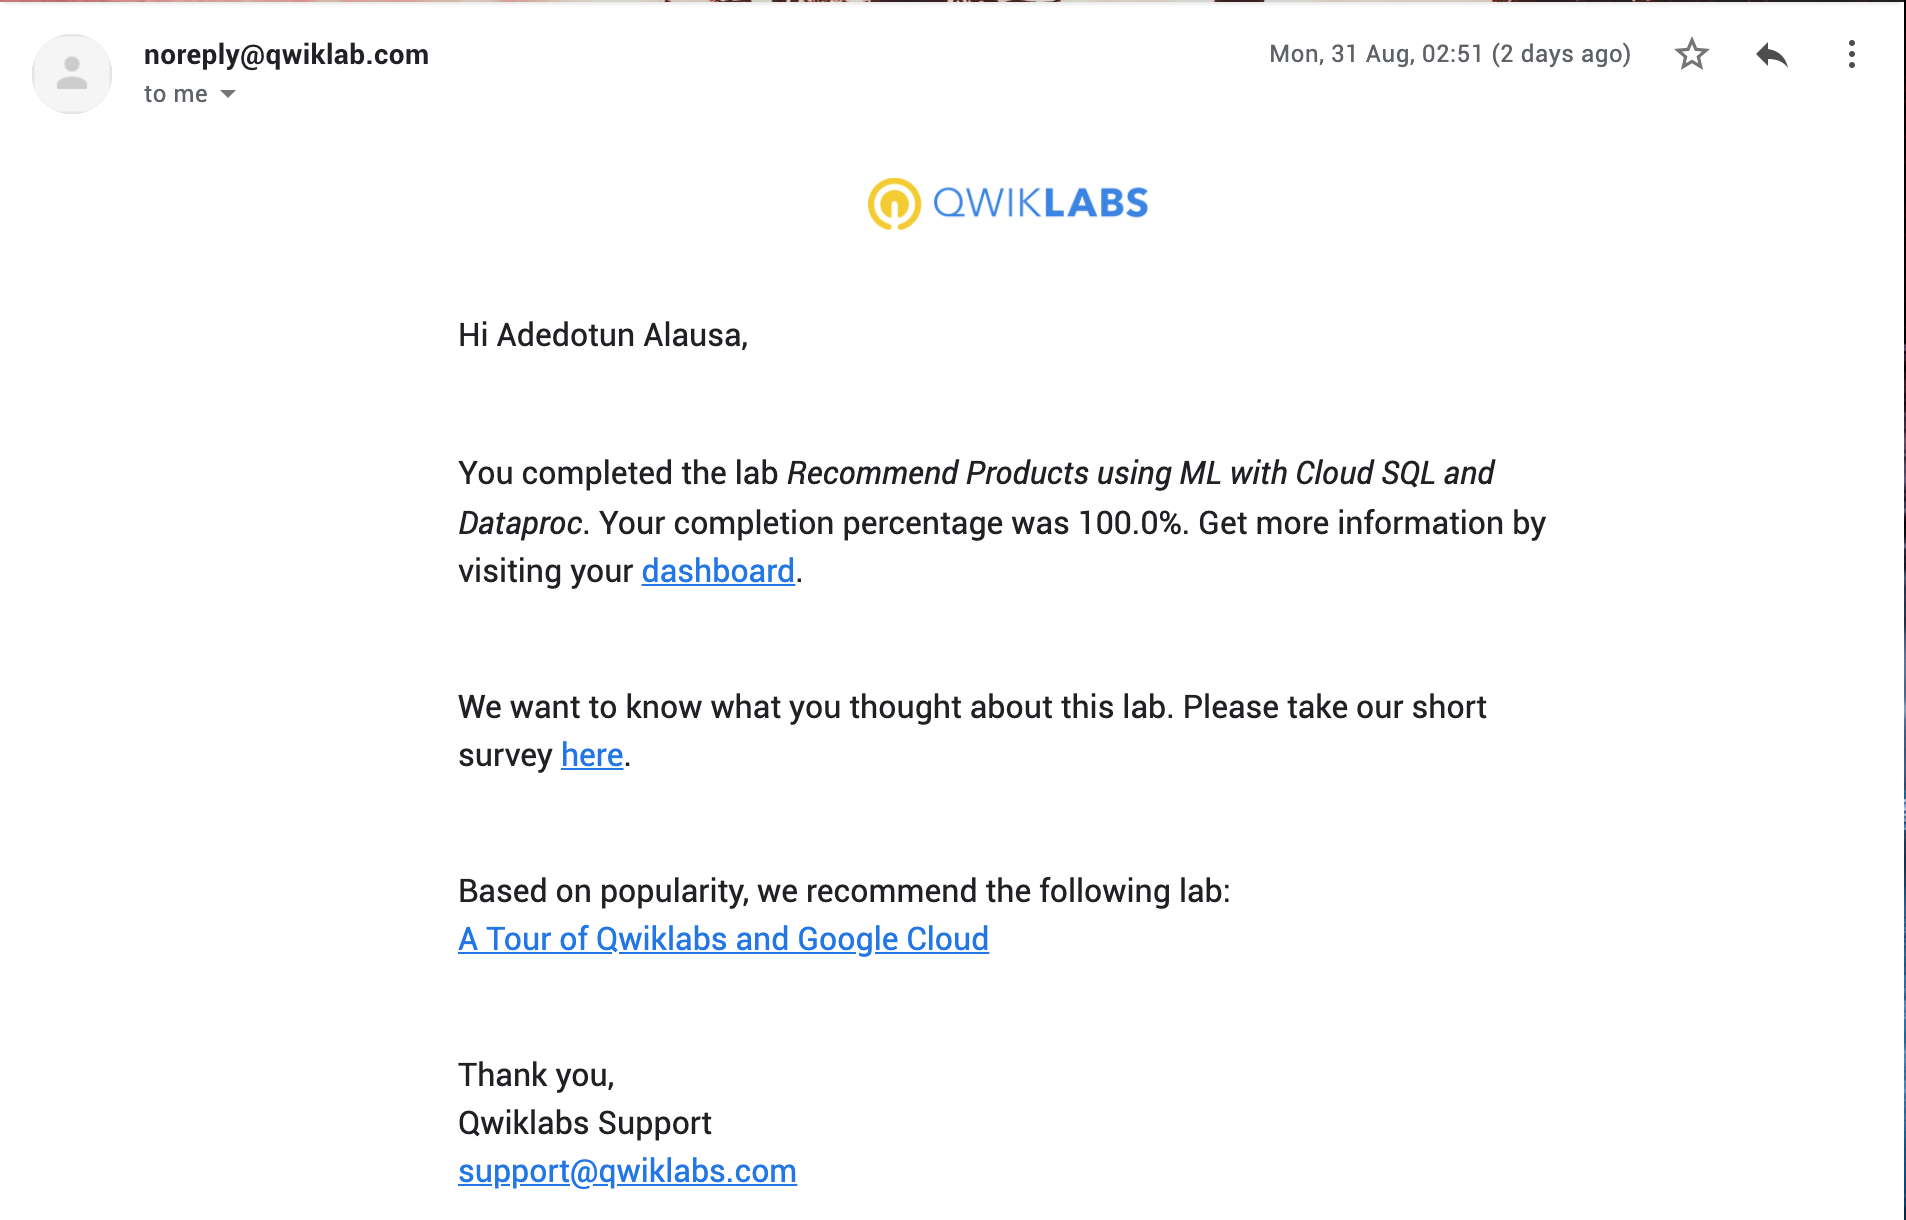 noreply@qwiklab.com
Mon, 31 Aug, 02:51 (2 days ago)
to me
QWIKLABS
Hi Adedotun Alausa,
You completed the lab Recommend Products using ML with Cloud SQL and
Dataproc. Your completion percentage was 100.0%. Get more information by
visiting your dashboard.
We want to know what you thought about this lab. Please take our short
survey here.
Based on popularity, we recommend the following lab:
A Tour of Qwiklabs and Google Cloud
Thank you,
Qwiklabs Support
support@qwiklabs.com